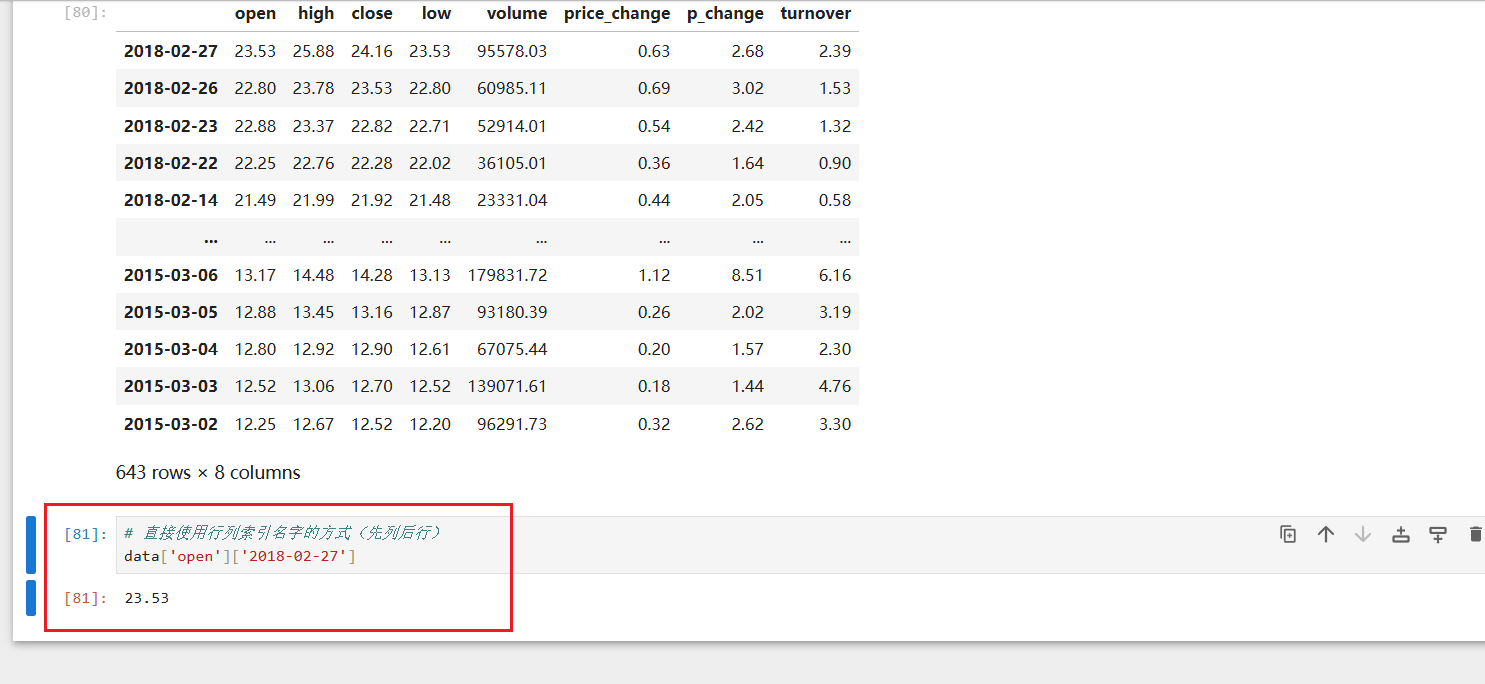 [80]: open high close low volume price_change p_change turnover
2018-02-27 23.53 25.88 24.16 23.53 95578.03 0.63 2.68 2.39
2018-02-26 22.80 23.78 23.53 22.80 60985.11 0.69 3.02 1.53
2018-02-23 22.88 23.37 22.82 22.71 52914.01 0.54 2.42 1.32
2018-02-22 22.25 22.76 22.28 22.02 36105.01 0.36 1.64 0.90
2018-02-14 21.49 21.99 21.92 21.48 23331.04 0.44 2.05 0.58
... ... ... ... ... ... ... ... ...
2015-03-06 13.17 14.48 14.28 13.13 179831.72 1.12 8.51 6.16
2015-03-05 12.88 13.45 13.16 12.87 93180.39 0.26 2.02 3.19
2015-03-04 12.80 12.92 12.90 12.61 67075.44 0.20 1.57 2.30
2015-03-03 12.52 13.06 12.70 12.52 139071.61 0.18 1.44 4.76
2015-03-02 12.25 12.67 12.52 12.20 96291.73 0.32 2.62 3.30
643 rows × 8 columns
[81]: # 直接使用行列索引名字的方式（先列后行）
data['open']['2018-02-27']
[81]: 23.53